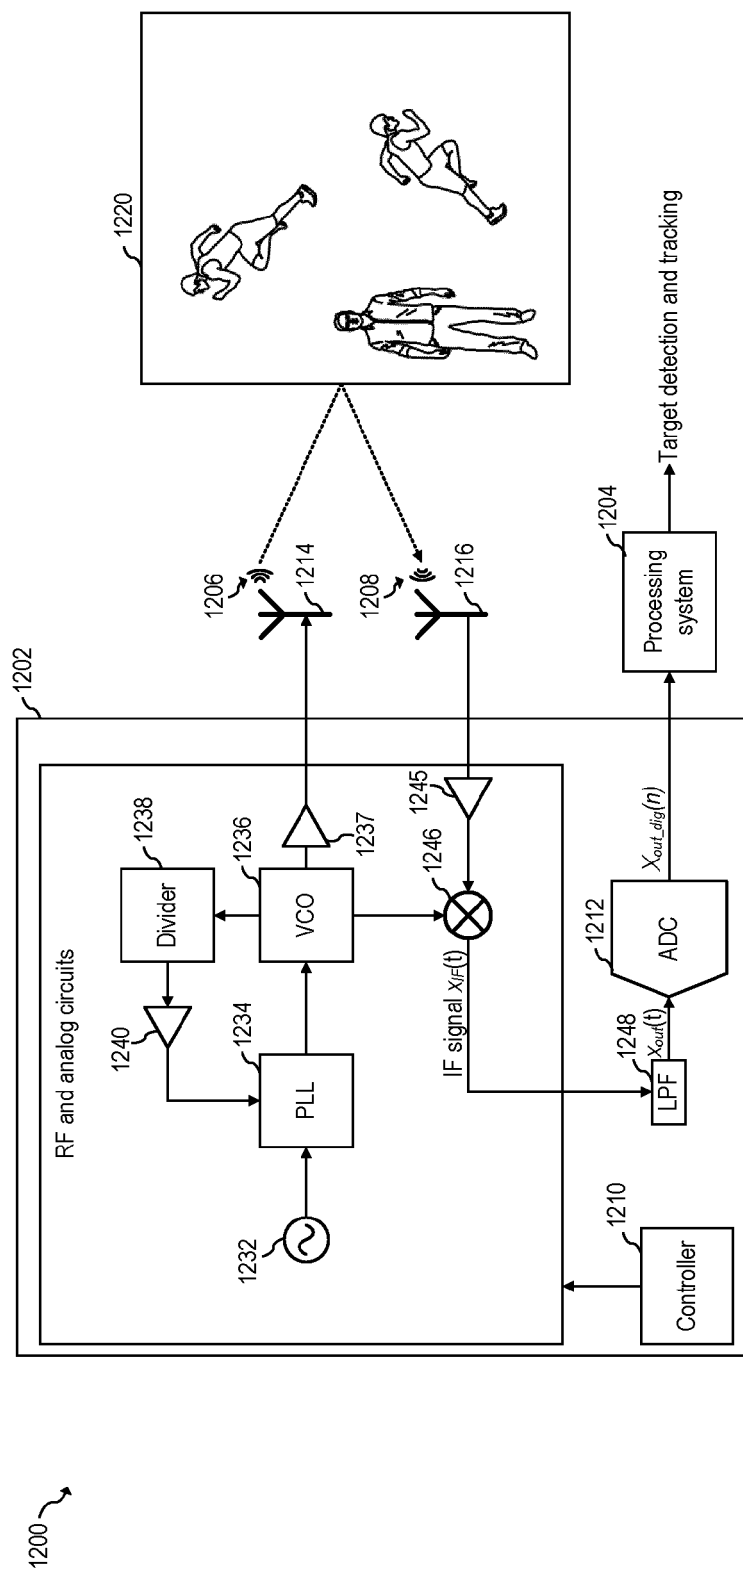 1200
1202
RF and analog circuits
1240
Divider
1238
1232
PLL
1234
VCO
1236
1237
1206
1214
1220
IF signal x_IF(t)
1246
1245
1208
1216
Controller
1210
LPF
1248
x_out(t)
ADC
1212
x_out_dig(n)
Processing
system
1204
Target detection and tracking